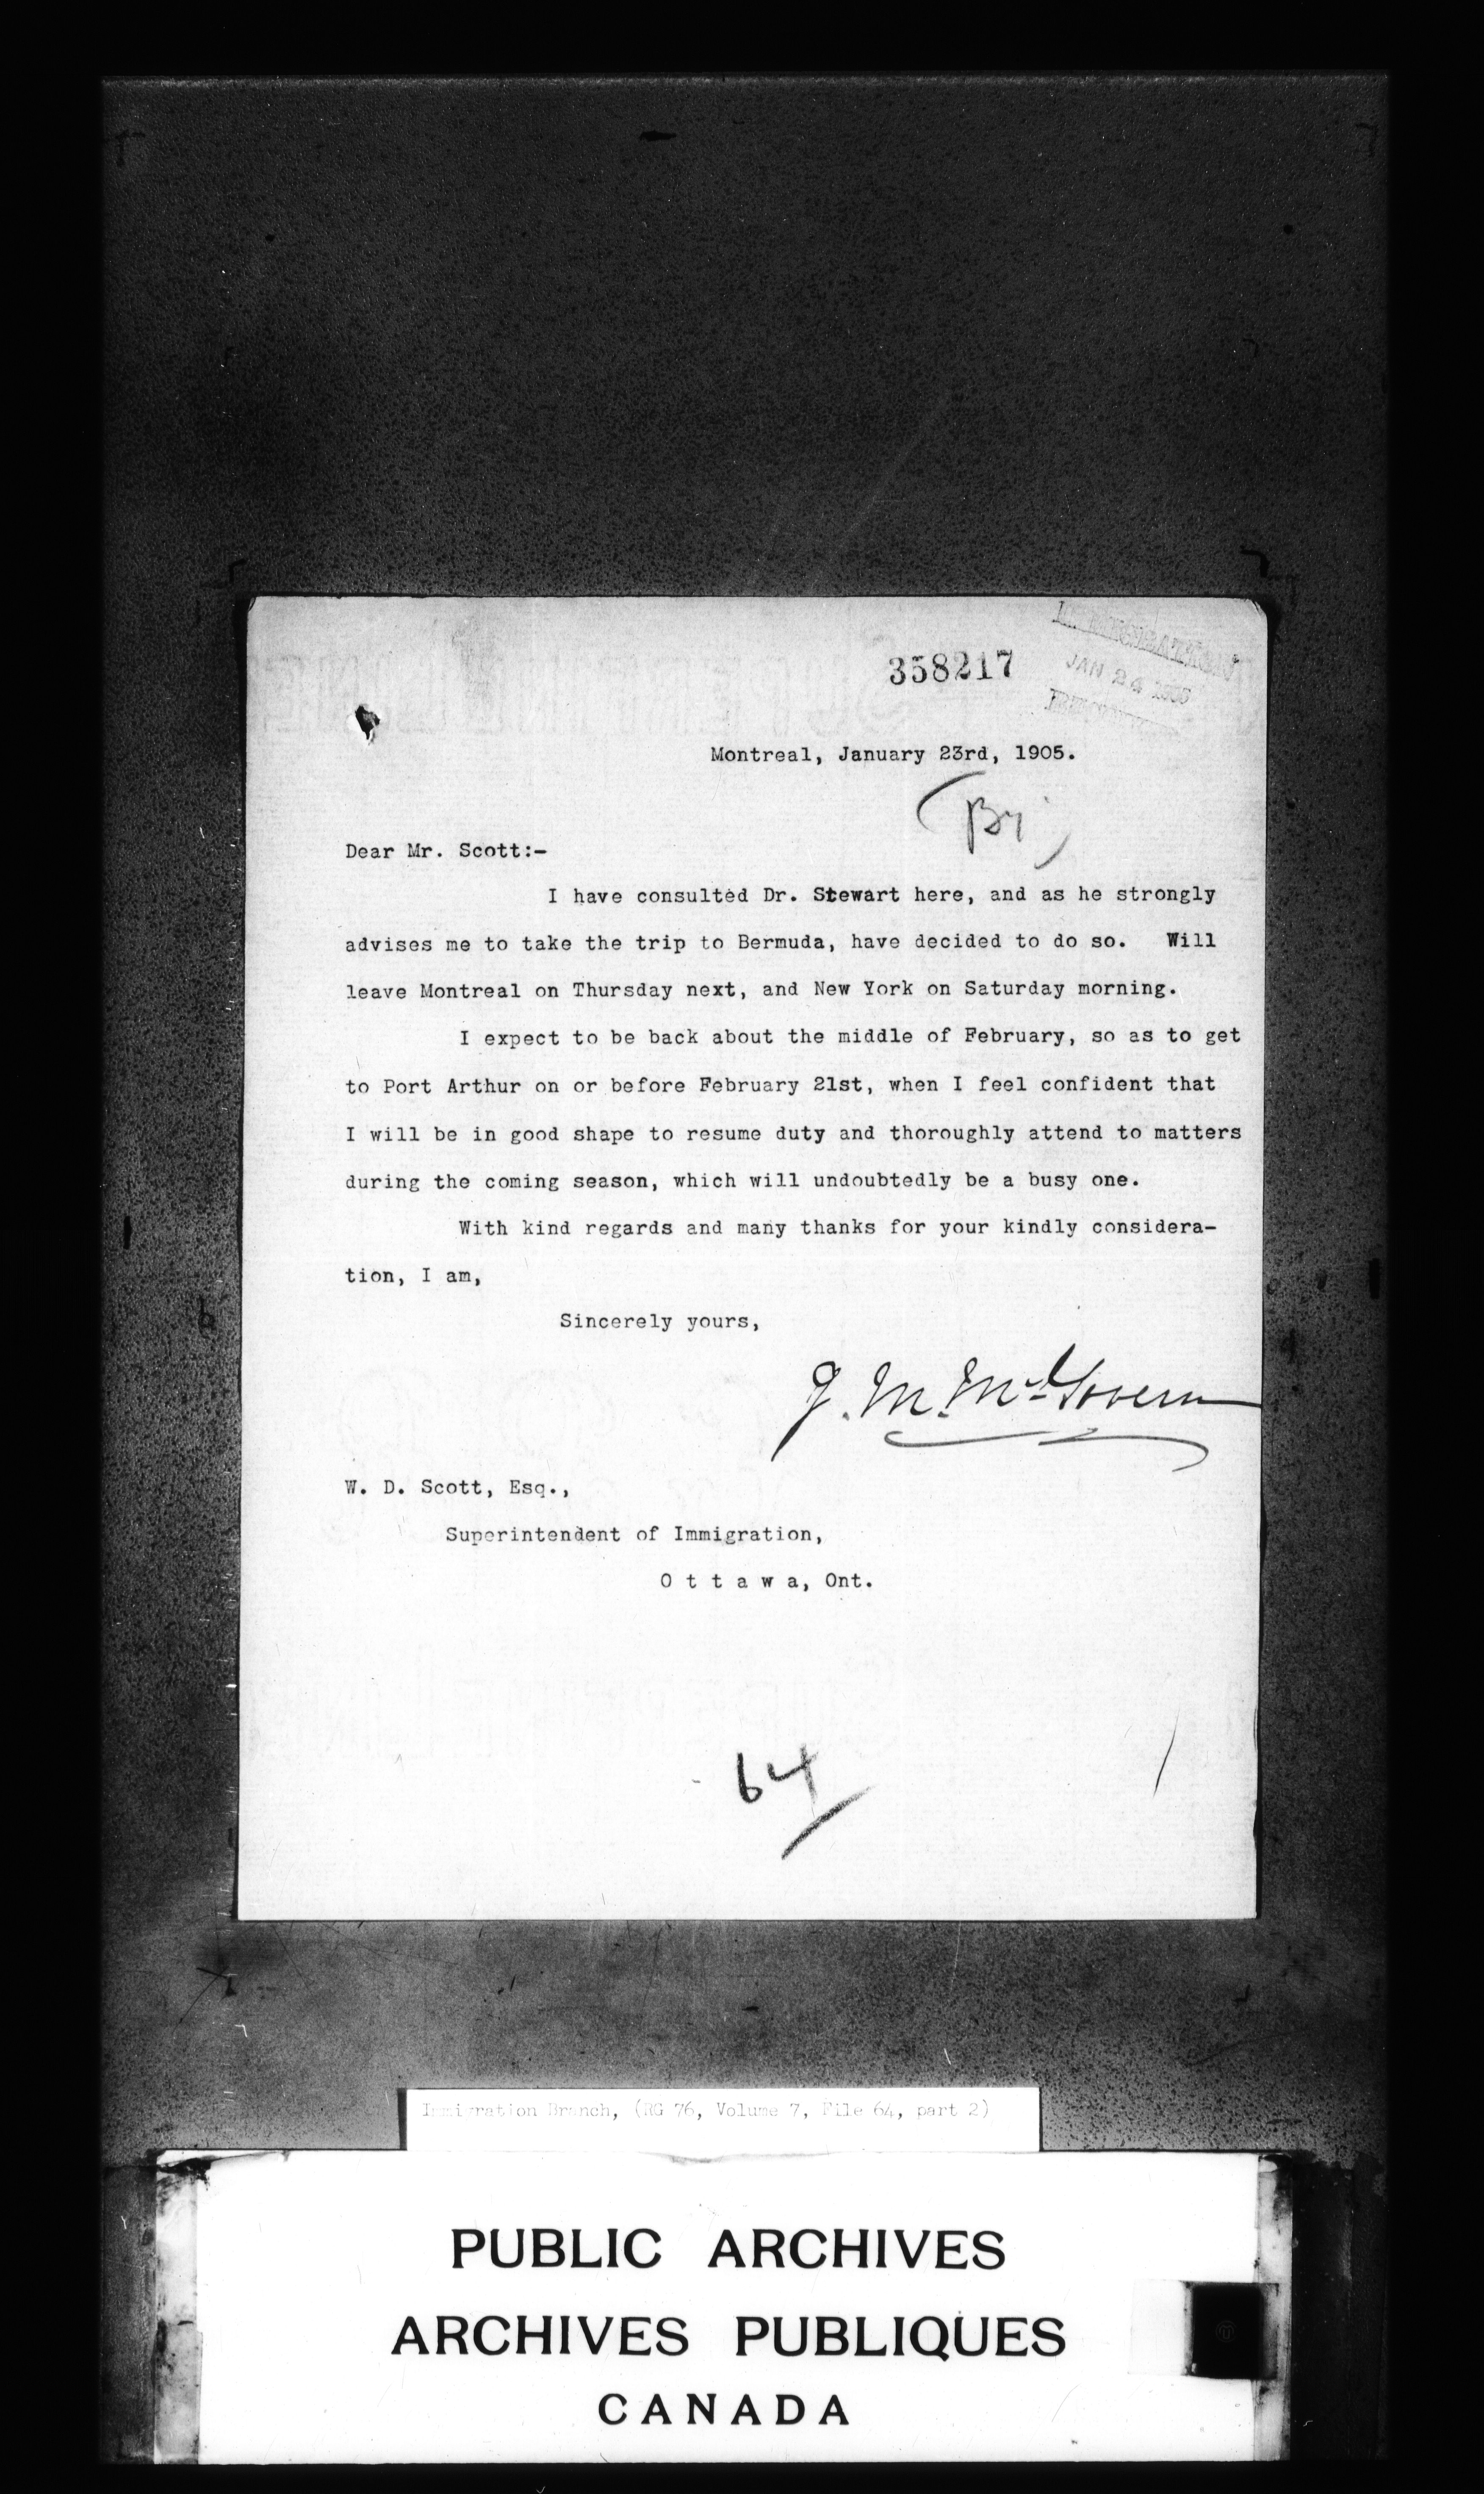 358217
IMMIGRATION
JAN 24 1905
Montreal, January 23rd, 1905.
Dear Mr. Scott:-
I have consulted Dr. Stewart here, and as he strongly
advises me to take the trip to Bermuda, have decided to do so. Will
leave Montreal on Thursday next, and New York on Saturday morning.
I expect to be back about the middle of February, so as to get
to Port Arthur on or before February 21st, when I feel confident that
I will be in good shape to resume duty and thoroughly attend to matters
during the coming season, which will undoubtedly be a busy one.
With kind regards and many thanks for your kindly considera-
tion, I am,
Sincerely yours,
J. M. McGovern
W. D. Scott, Esq.,
Superintendent of Immigration,
O t t a w a, Ont.
64
Immigration Branch, (RG 76, Volume 7, File 64, part 2)
PUBLIC ARCHIVES
ARCHIVES PUBLIQUES
CANADA